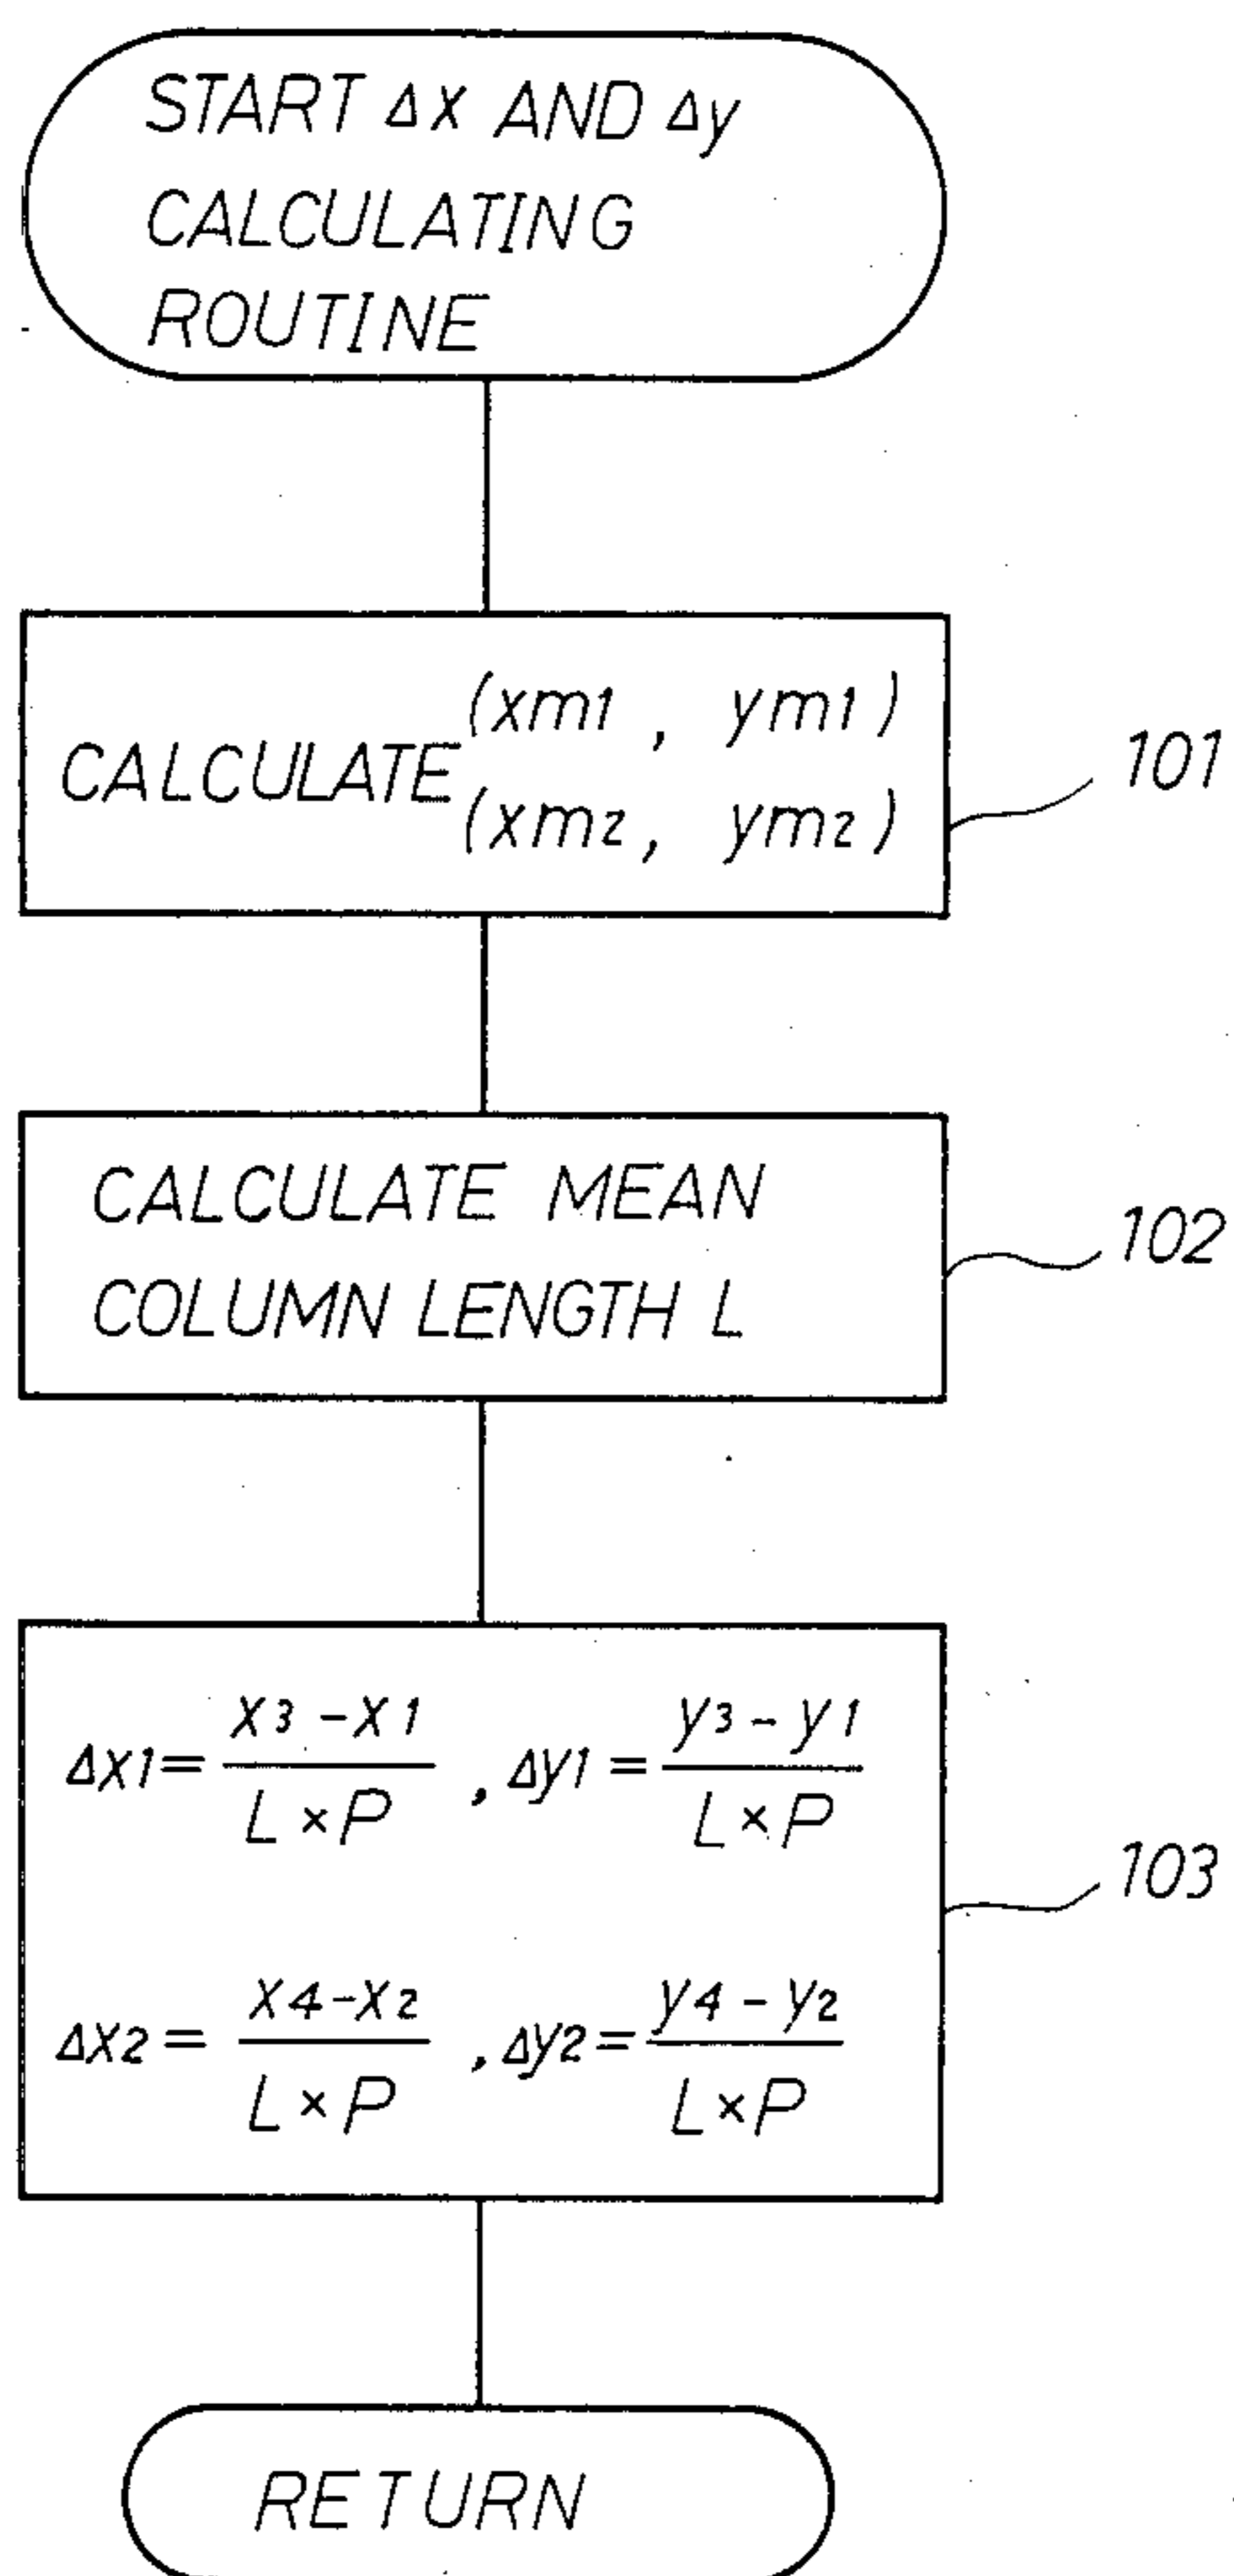 START Δx AND Δy
CALCULATING
ROUTINE
CALCULATE (xm1, ym1)
(xm2, ym2)
101
CALCULATE MEAN
COLUMN LENGTH L
102
Δx1 = (x3 - x1) / (L × P), Δy1 = (y3 - y1) / (L × P)
Δx2 = (x4 - x2) / (L × P), Δy2 = (y4 - y2) / (L × P)
103
RETURN